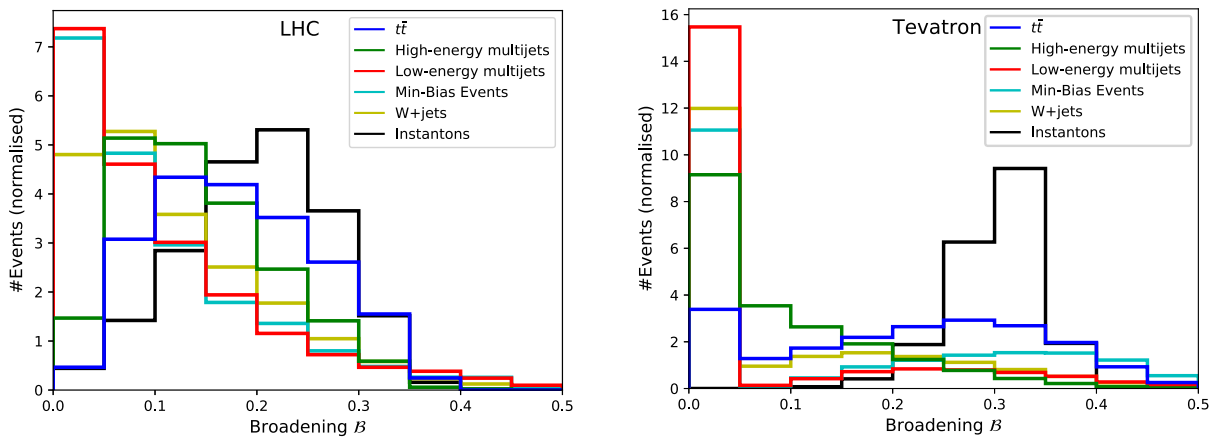 LHC
tt̄
High-energy multijets
Low-energy multijets
Min-Bias Events
W+jets
Instantons
#Events (normalised)
7
6
5
4
3
2
1
0
0.0 0.1 0.2 0.3 0.4 0.5
Broadening ℬ
Tevatron
tt̄
High-energy multijets
Low-energy multijets
Min-Bias Events
W+jets
Instantons
#Events (normalised)
16
14
12
10
8
6
4
2
0
0.0 0.1 0.2 0.3 0.4 0.5
Broadening ℬ